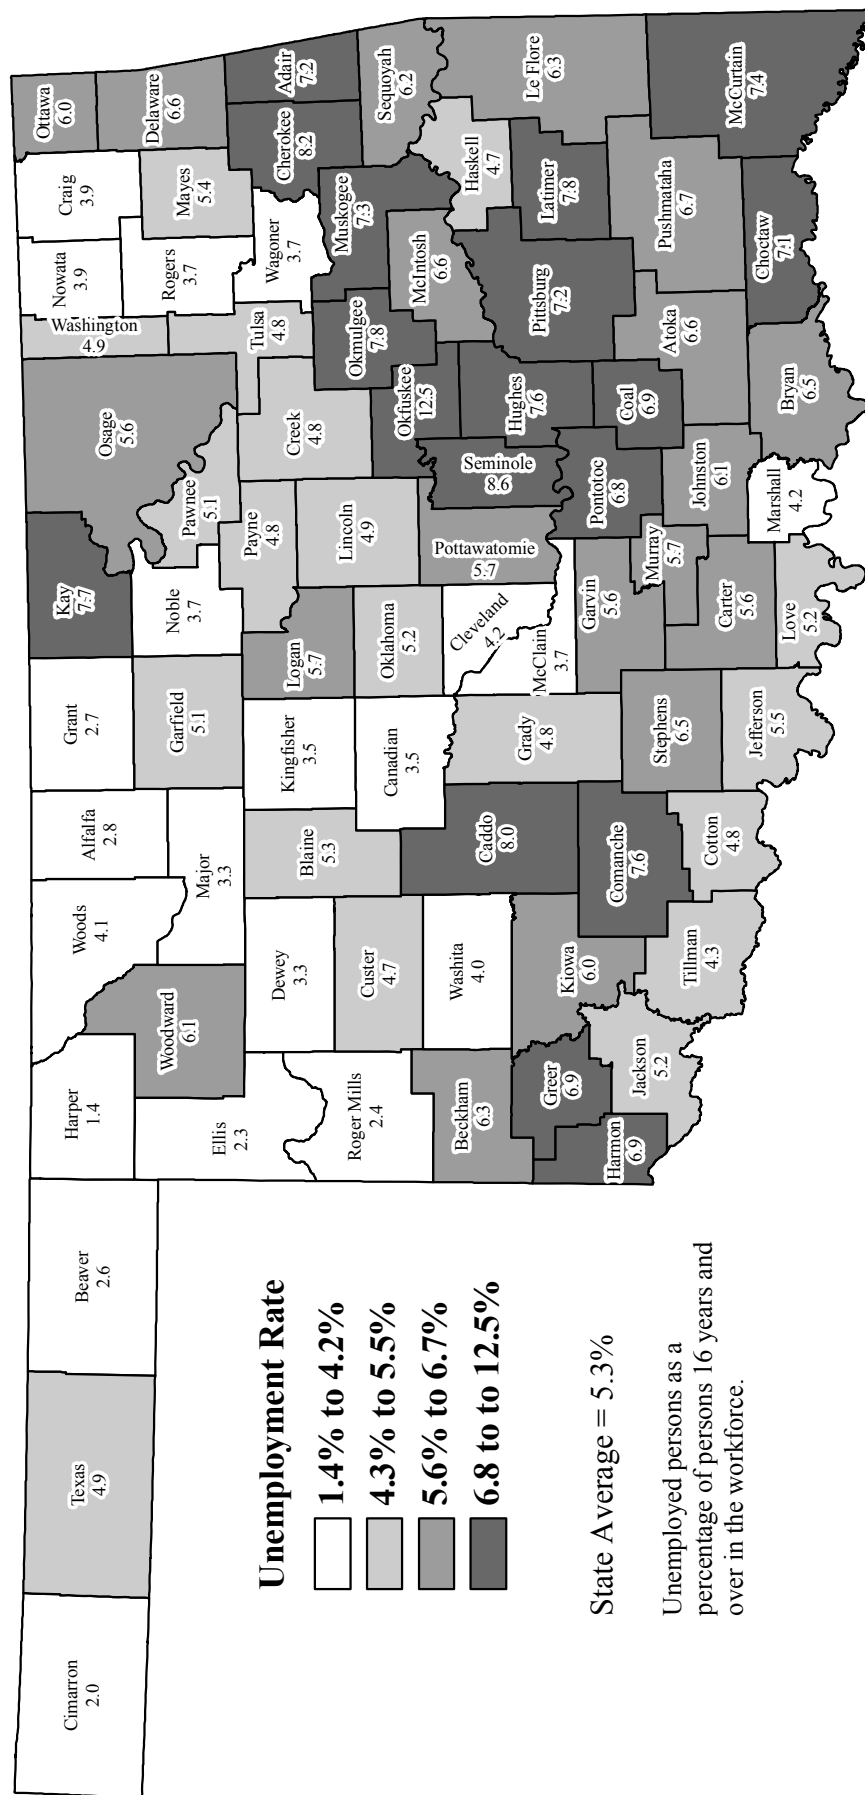 Cimarron
2.0
Texas
4.9
Beaver
2.6
Harper
1.4
Woods
4.1
Alfalfa
2.8
Grant
2.7
Kay
7.7
Osage
5.6
Washington
4.9
Nowata
3.9
Craig
3.9
Ottawa
6.0
Ellis
2.3
Woodward
6.1
Major
3.3
Garfield
5.1
Noble
3.7
Pawnee
5.1
Rogers
3.7
Mayes
5.4
Delaware
6.6
Roger Mills
2.4
Dewey
3.3
Blaine
5.3
Kingfisher
3.5
Logan
5.7
Payne
4.8
Creek
4.8
Tulsa
4.8
Wagoner
3.7
Cherokee
8.2
Adair
7.2
Custer
4.7
Canadian
3.5
Oklahoma
5.2
Lincoln
4.9
Okfuskee
12.5
Okmulgee
7.8
Muskogee
7.3
Sequoyah
6.2
Beckham
6.3
Washita
4.0
Caddo
8.0
Grady
4.8
Cleveland
4.2
McClain
3.7
Pottawatomie
5.7
Seminole
8.6
Hughes
7.6
McIntosh
6.6
Haskell
4.7
Le Flore
6.3
Greer
6.9
Kiowa
6.0
Comanche
7.6
Garvin
5.6
Pontotoc
6.8
Coal
6.9
Pittsburg
7.2
Latimer
7.8
Harmon
6.9
Jackson
5.2
Tillman
4.3
Cotton
4.8
Stephens
6.5
Murray
5.7
Carter
5.6
Johnston
6.1
Atoka
6.6
Pushmataha
6.7
Jefferson
5.5
Love
5.2
Marshall
4.2
Bryan
6.5
Choctaw
7.1
McCurtain
7.4
Unemployment Rate
1.4% to 4.2%
4.3% to 5.5%
5.6% to 6.7%
6.8 to to 12.5%
State Average = 5.3%
Unemployed persons as a
percentage of persons 16 years and
over in the workforce.